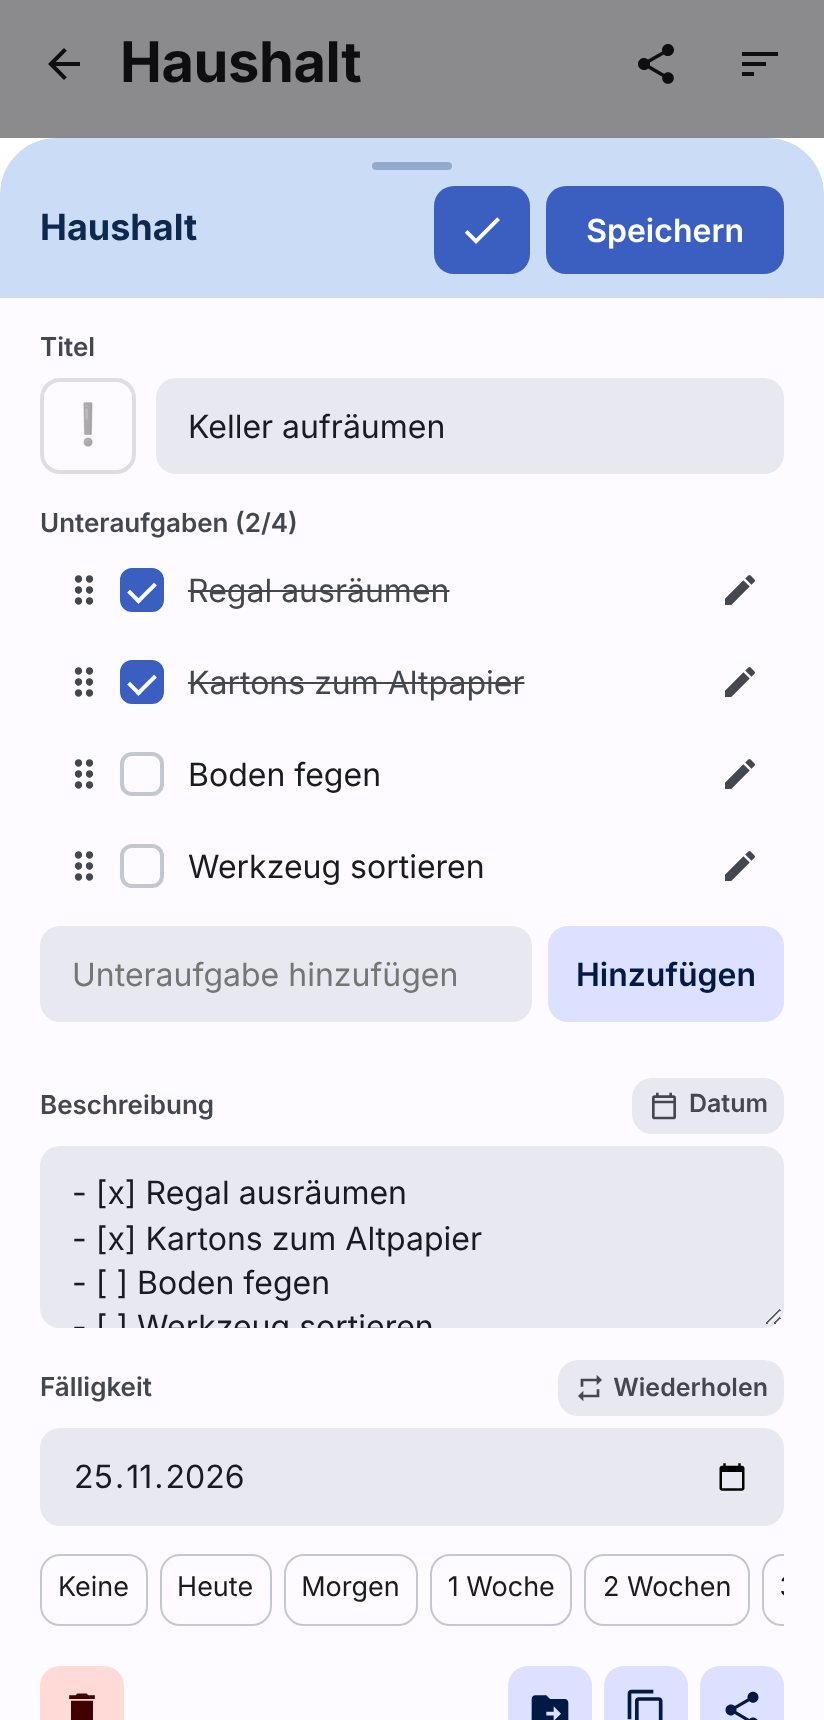 Haushalt
Haushalt
Speichern
Titel
Keller aufräumen
Unteraufgaben (2/4)
Regal ausräumen
Kartons zum Altpapier
Boden fegen
Werkzeug sortieren
Unteraufgabe hinzufügen
Hinzufügen
Beschreibung
Datum
- [x] Regal ausräumen
- [x] Kartons zum Altpapier
- [ ] Boden fegen
- [ ] Werkzeug sortieren
Fälligkeit
Wiederholen
25.11.2026
Keine Heute Morgen 1 Woche 2 Wochen